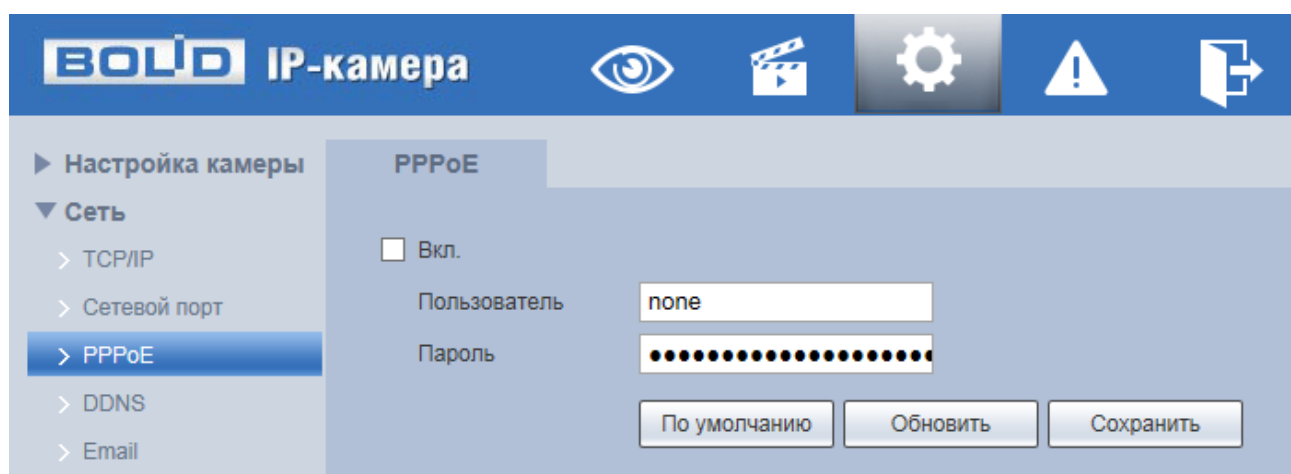 BOLID IP-камера
Настройка камеры
PPPoE
Сеть
TCP/IP
Вкл.
Сетевой порт
Пользователь
none
PPPoE
Пароль
••••••••••••••••••••
DDNS
По умолчанию
Обновить
Сохранить
Email